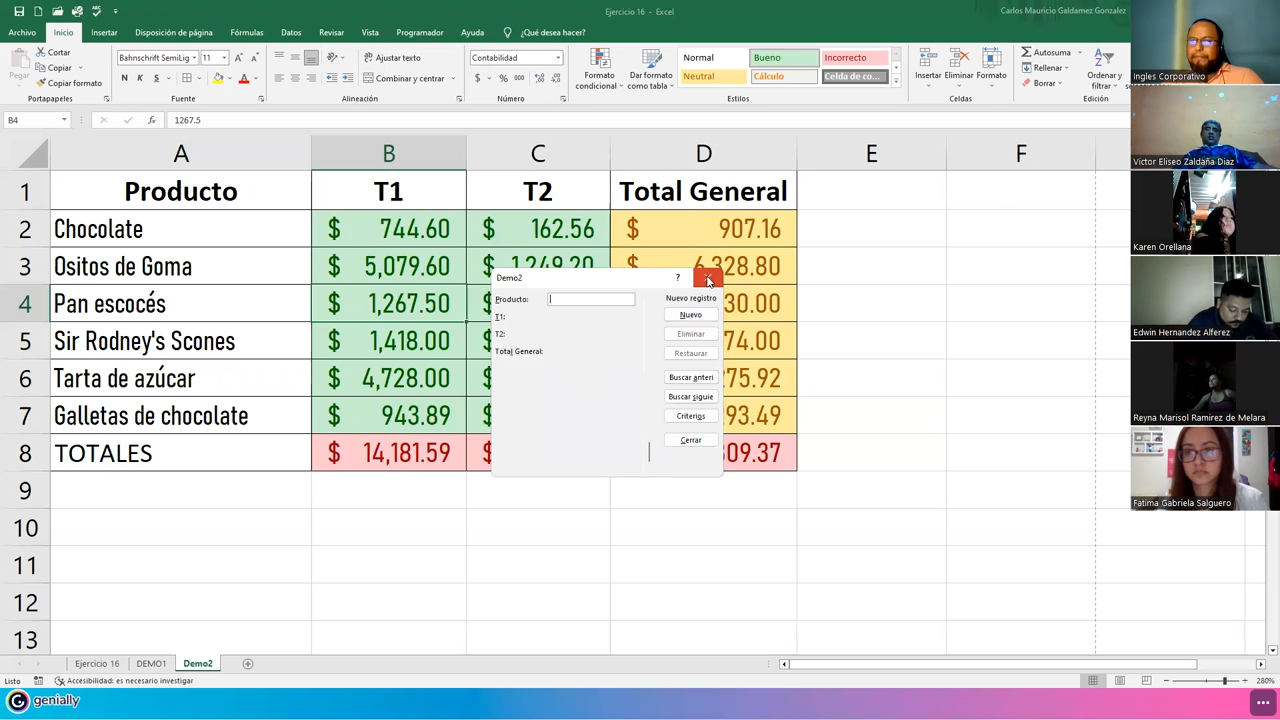 Ejercicio 16 - Excel
Carlos Mauricio Galdamez Gonzalez
Archivo Inicio Insertar Disposición de página Fórmulas Datos Revisar Vista Programador Ayuda ¿Qué desea hacer?
Pegar
Cortar
Copiar
Copiar formato
Portapapeles
Bahnschrift SemiLig 11
N K S
Fuente
Ajustar texto
Combinar y centrar
Alineación
Contabilidad
$ % 000
Número
Formato condicional
Dar formato como tabla
Normal Bueno Incorrecto
Neutral Cálculo Celda de co...
Estilos
Insertar Eliminar Formato
Celdas
Autosuma
Rellenar
Borrar
Ordenar y filtrar
Edición
B4 fx 1267.5
A B C D E F
1 Producto T1 T2 Total General
2 Chocolate $ 744.60 $ 162.56 $ 907.16
3 Ositos de Goma $ 5,079.60 $ 1,249.20 $ 6,328.80
4 Pan escocés $ 1,267.50 $ 30.00
5 Sir Rodney's Scones $ 1,418.00 $ 74.00
6 Tarta de azúcar $ 4,728.00 $ 275.92
7 Galletas de chocolate $ 943.89 $ 93.49
8 TOTALES $ 14,181.59 $ 09.37
9
10
11
12
13
Demo2 ?
Producto:
T1:
T2:
Total General:
Nuevo registro
Nuevo
Eliminar
Restaurar
Buscar anteri
Buscar siguie
Criterios
Cerrar
Ejercicio 16 DEMO1 Demo2
Listo Accesibilidad: es necesario investigar
280%
genially
Ingles Corporativo
Victor Eliseo Zaldaña Diaz
Karen Orellana
Edwin Hernandez Alferez
Reyna Marisol Ramirez de Melara
Fatima Gabriela Salguero